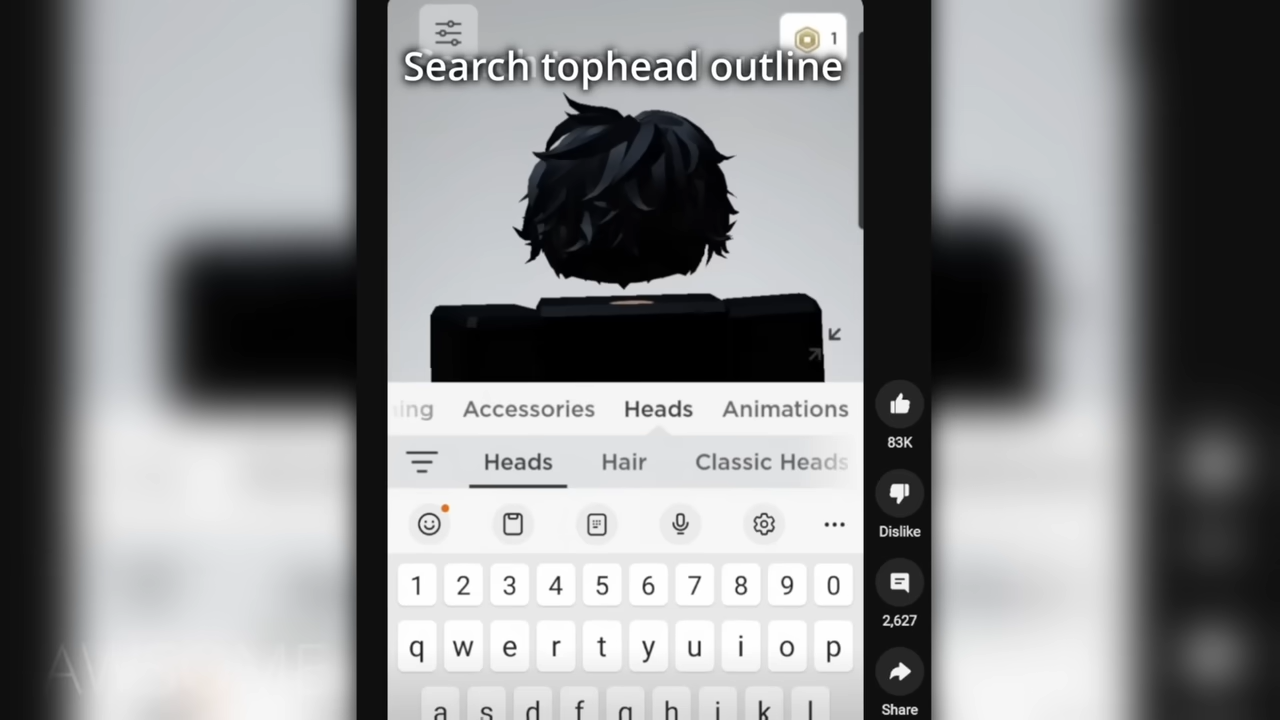 1
Search tophead outline
ing Accessories Heads Animations
Heads Hair Classic Heads
83K
Dislike
2,627
Share
1 2 3 4 5 6 7 8 9 0
q w e r t y u i o p
a s d f g h j k l